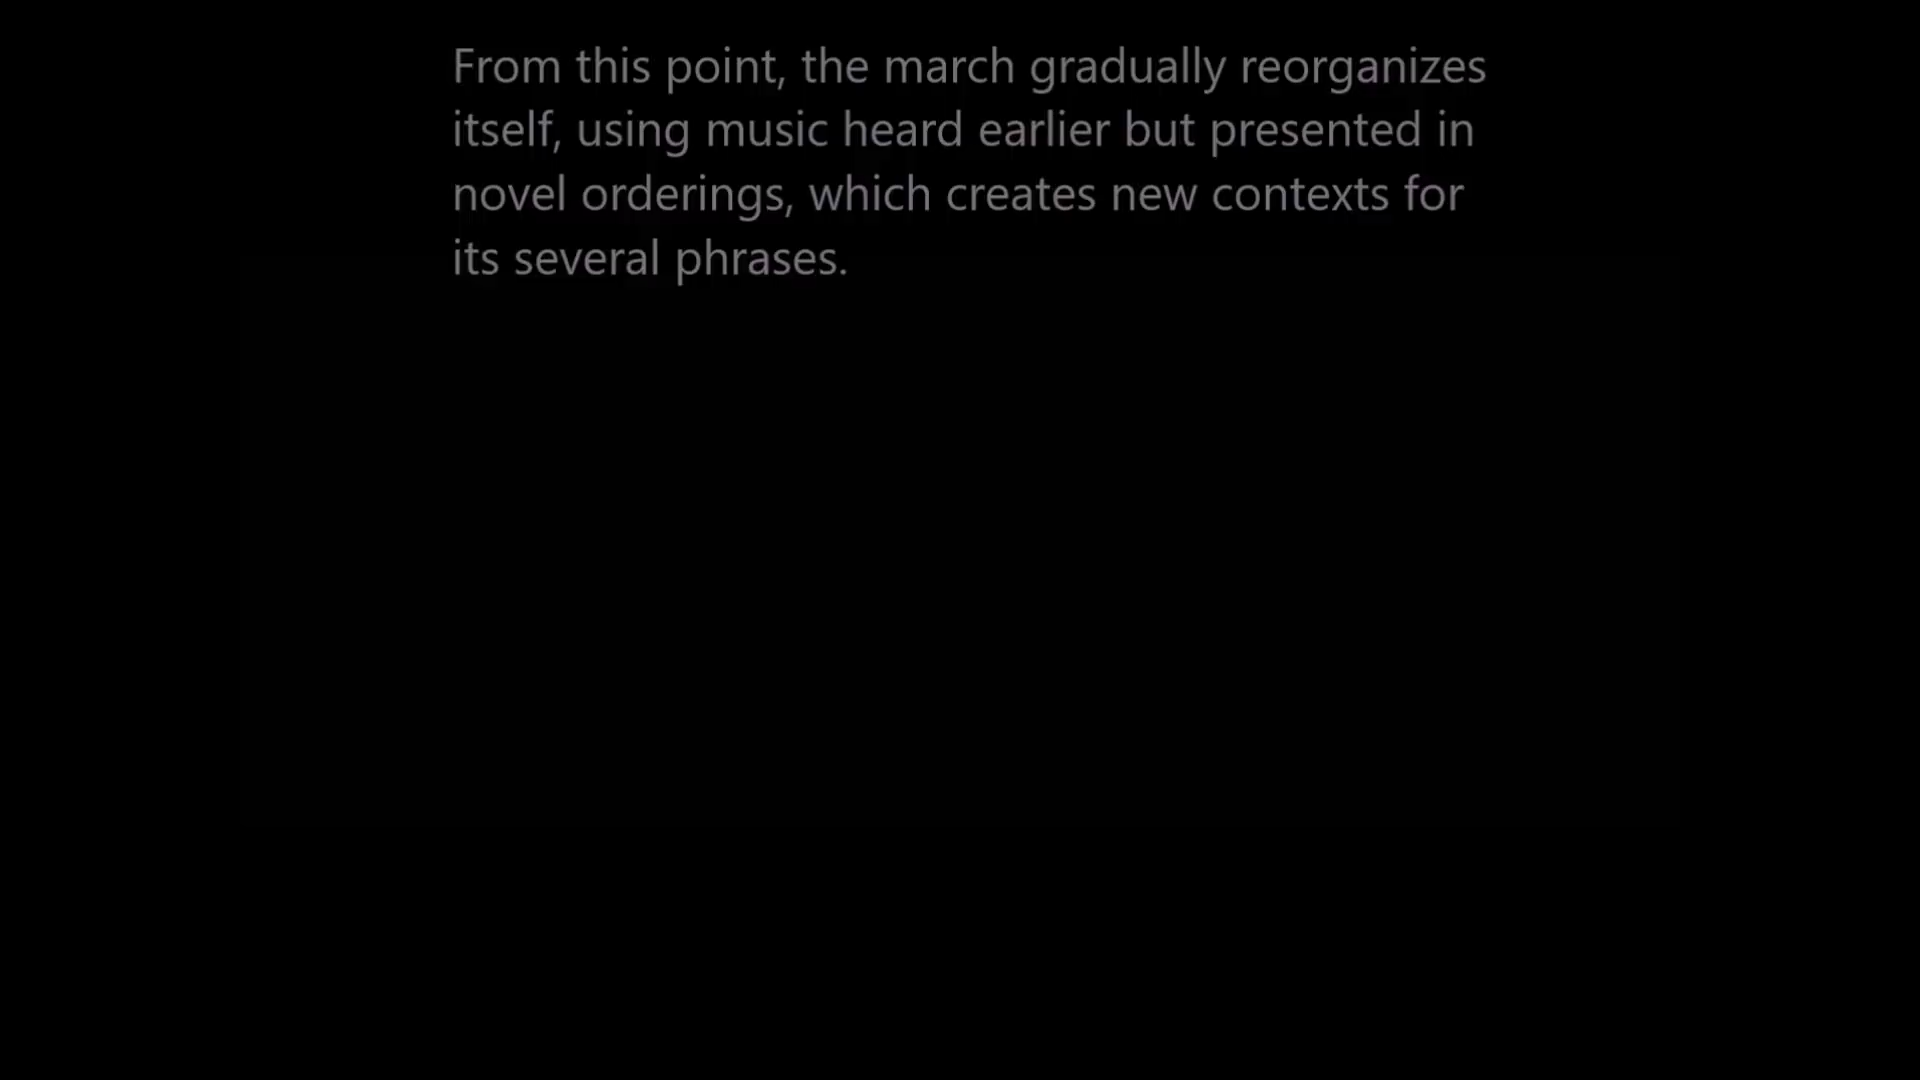 From this point, the march gradually reorganizes
itself, using music heard earlier but presented in
novel orderings, which creates new contexts for
its several phrases.